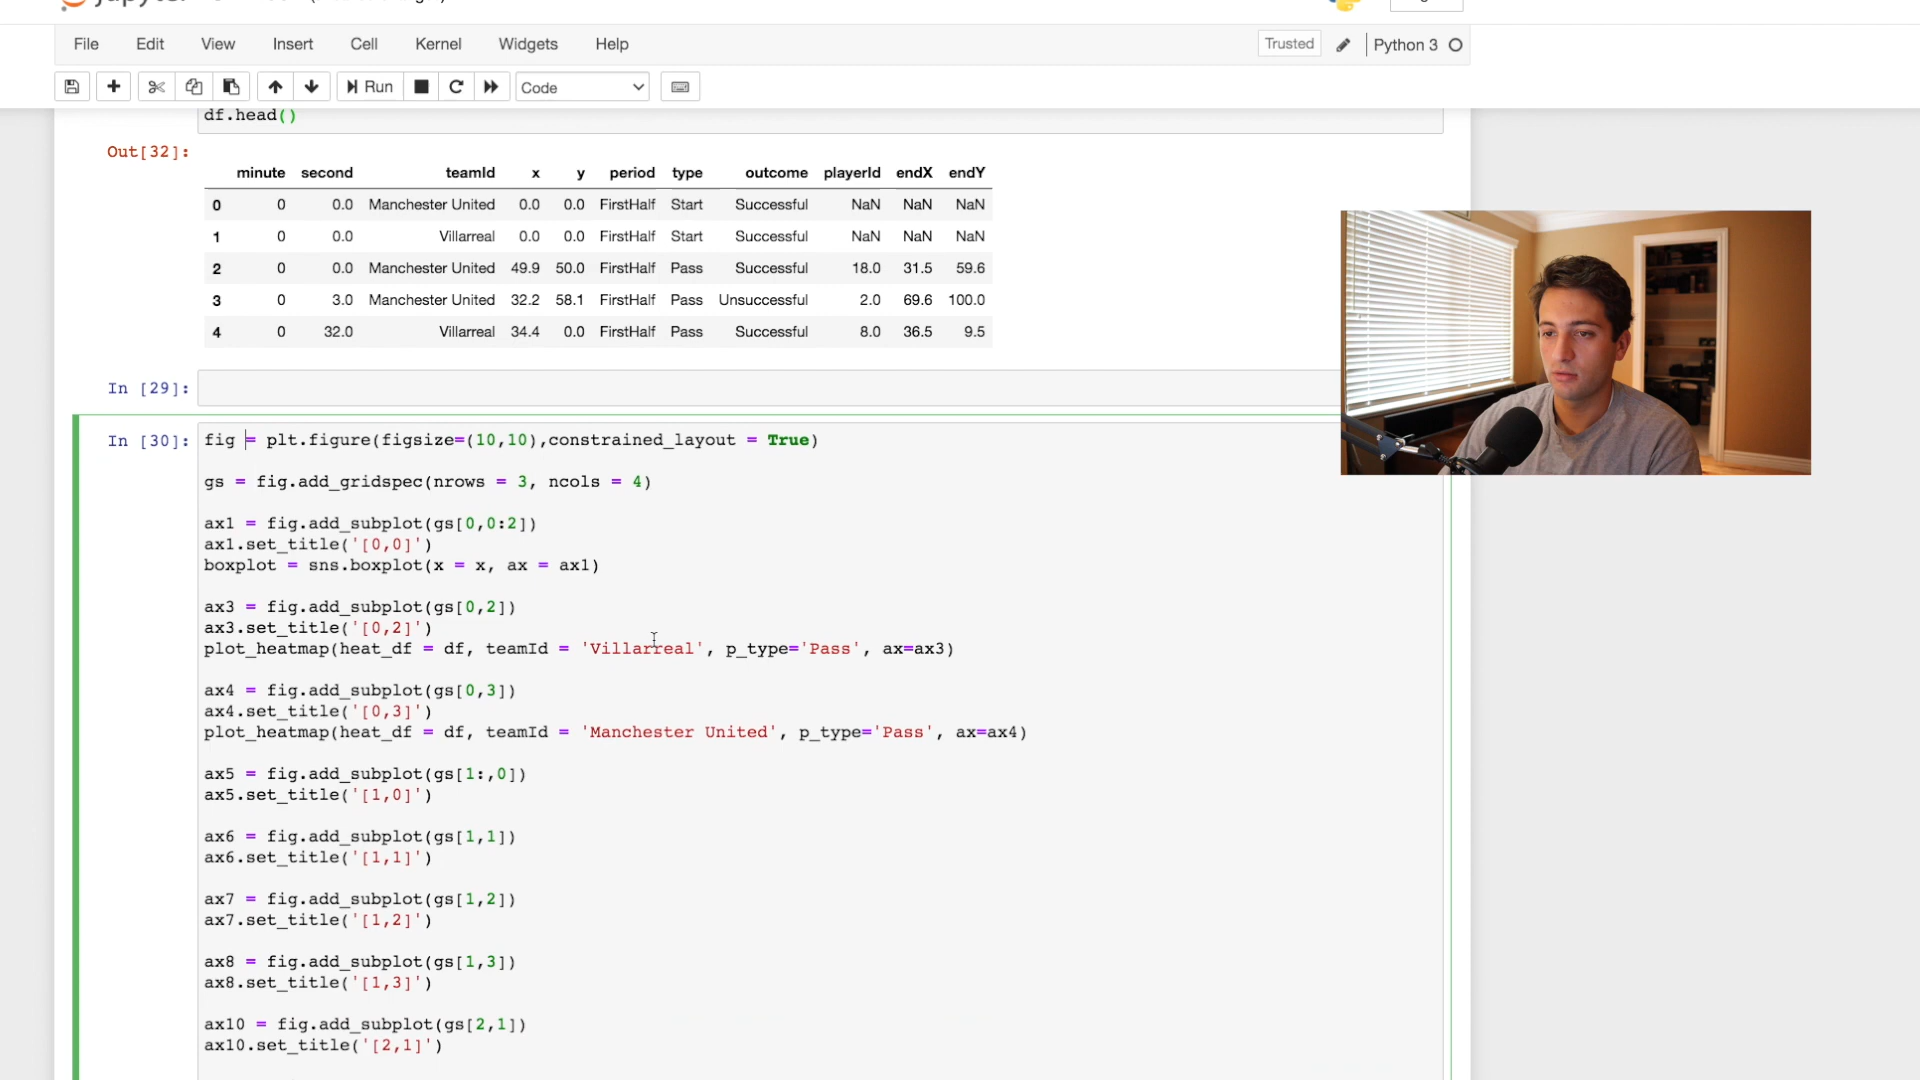 File Edit View Insert Cell Kernel Widgets Help Trusted Python 3
Run Code
df.head()
Out[32]:
minute second teamId x y period type outcome playerId endX endY
0 0 0.0 Manchester United 0.0 0.0 FirstHalf Start Successful NaN NaN NaN
1 0 0.0 Villarreal 0.0 0.0 FirstHalf Start Successful NaN NaN NaN
2 0 0.0 Manchester United 49.9 50.0 FirstHalf Pass Successful 18.0 31.5 59.6
3 0 3.0 Manchester United 32.2 58.1 FirstHalf Pass Unsuccessful 2.0 69.6 100.0
4 0 32.0 Villarreal 34.4 0.0 FirstHalf Pass Successful 8.0 36.5 9.5
In [29]:
In [30]: fig = plt.figure(figsize=(10,10),constrained_layout = True)
gs = fig.add_gridspec(nrows = 3, ncols = 4)
ax1 = fig.add_subplot(gs[0,0:2])
ax1.set_title('[0,0]')
boxplot = sns.boxplot(x = x, ax = ax1)
ax3 = fig.add_subplot(gs[0,2])
ax3.set_title('[0,2]')
plot_heatmap(heat_df = df, teamId = 'Villarreal', p_type='Pass', ax=ax3)
ax4 = fig.add_subplot(gs[0,3])
ax4.set_title('[0,3]')
plot_heatmap(heat_df = df, teamId = 'Manchester United', p_type='Pass', ax=ax4)
ax5 = fig.add_subplot(gs[1:,0])
ax5.set_title('[1,0]')
ax6 = fig.add_subplot(gs[1,1])
ax6.set_title('[1,1]')
ax7 = fig.add_subplot(gs[1,2])
ax7.set_title('[1,2]')
ax8 = fig.add_subplot(gs[1,3])
ax8.set_title('[1,3]')
ax10 = fig.add_subplot(gs[2,1])
ax10.set_title('[2,1]')